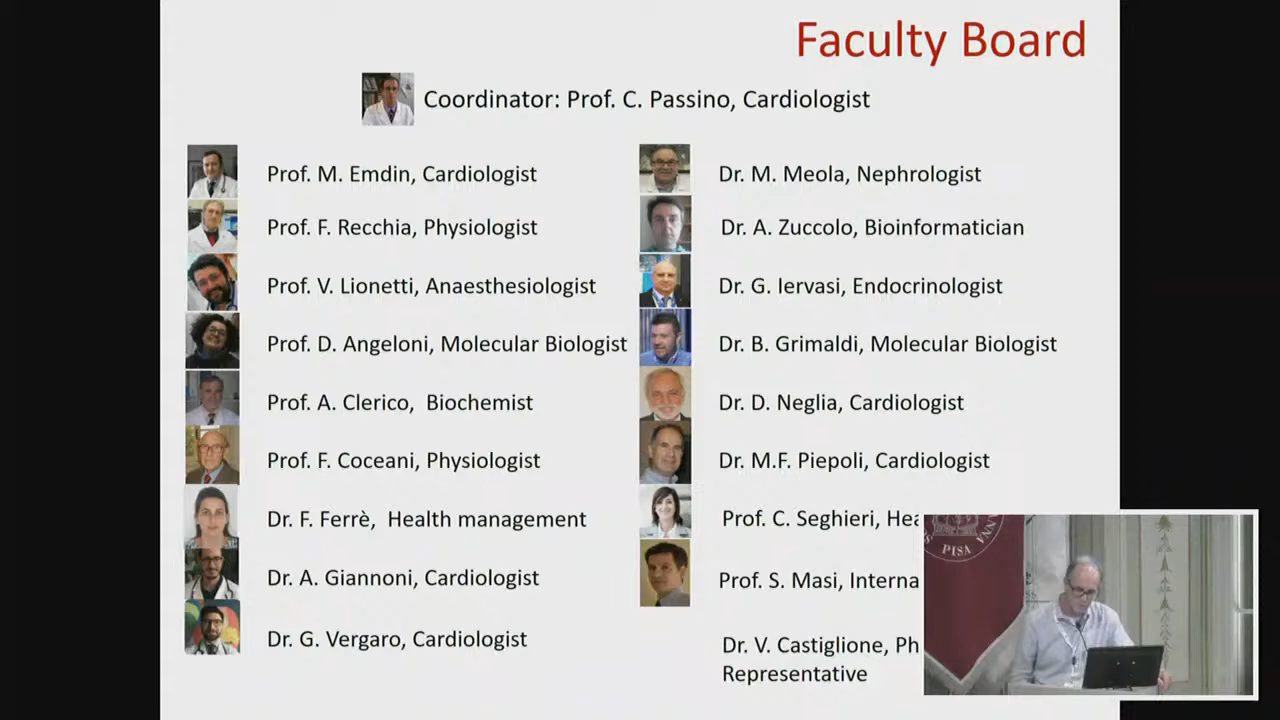 Faculty Board
Coordinator: Prof. C. Passino, Cardiologist
Prof. M. Emdin, Cardiologist
Prof. F. Recchia, Physiologist
Prof. V. Lionetti, Anaesthesiologist
Prof. D. Angeloni, Molecular Biologist
Prof. A. Clerico, Biochemist
Prof. F. Coceani, Physiologist
Dr. F. Ferrè, Health management
Dr. A. Giannoni, Cardiologist
Dr. G. Vergaro, Cardiologist
Dr. M. Meola, Nephrologist
Dr. A. Zuccolo, Bioinformatician
Dr. G. Iervasi, Endocrinologist
Dr. B. Grimaldi, Molecular Biologist
Dr. D. Neglia, Cardiologist
Dr. M.F. Piepoli, Cardiologist
Prof. C. Seghieri,
Prof. S. Masi,
Dr. V. Castiglione,
Representative
PISA